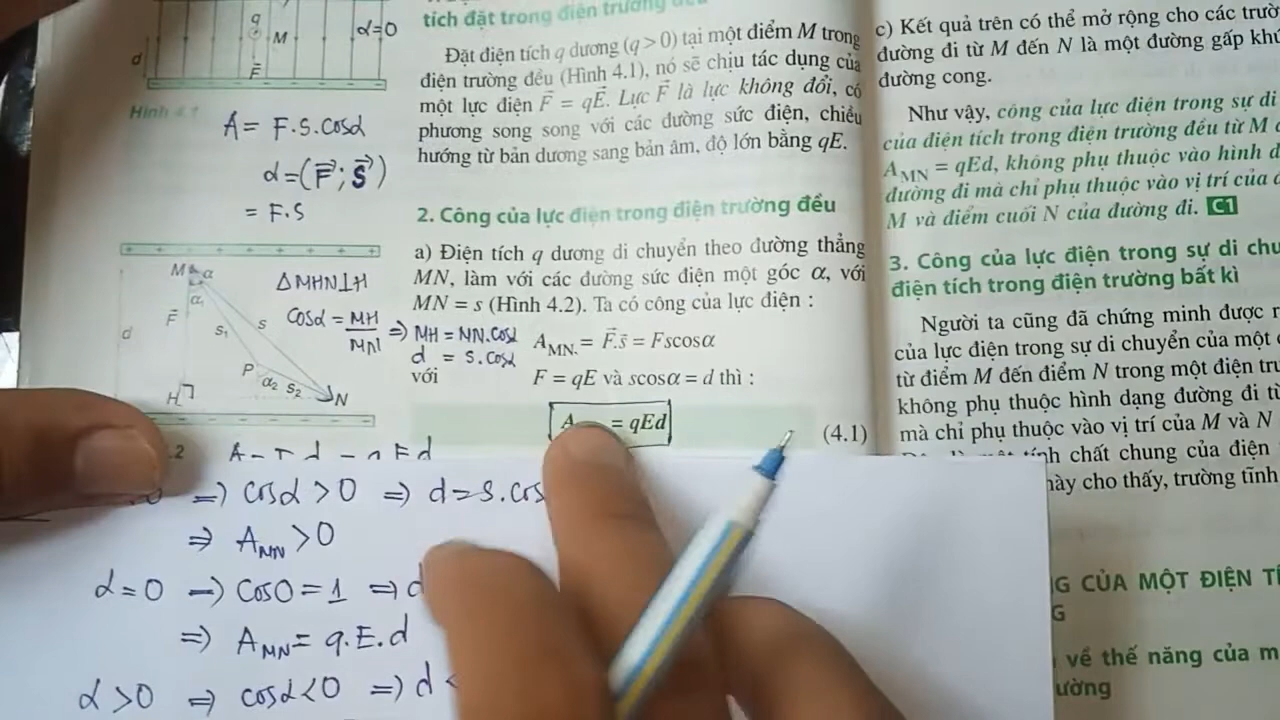 q
α=0
M
d
F
Hình 4.1
A = F.S.cosα
α=(F⃗; S⃗)
= F.S
M
α
α₁
F⃗
d
s₁
s
P
α₂
s₂
H
N
ΔMHN⊥H
cosα = MH/MN ⇒ MH = MN.cosα
d = s.cosα
tích đặt trong điện trường
Đặt điện tích q dương (q > 0) tại một điểm M trong
điện trường đều (Hình 4.1), nó sẽ chịu tác dụng của
một lực điện F⃗ = qE⃗. Lực F⃗ là lực không đổi, có
phương song song với các đường sức điện, chiều
hướng từ bản dương sang bản âm, độ lớn bằng qE.
2. Công của lực điện trong điện trường đều
a) Điện tích q dương di chuyển theo đường thẳng
MN, làm với các đường sức điện một góc α, với
MN = s (Hình 4.2). Ta có công của lực điện :
A_MN = F⃗.s⃗ = Fscosα
với F = qE và scosα = d thì :
A = qEd
(4.1)
.2
⇒ cosα > 0 ⇒ d = s.cos
⇒ A_MN > 0
α = 0 → cos0 = 1 ⇒ d
⇒ A_MN = q.E.d
α > 0 ⇒ cosα < 0 ⇒ d <
c) Kết quả trên có thể mở rộng cho các
đường đi từ M đến N là một đường gấp
đường cong.
Như vậy, công của lực điện trong sự di
của điện tích trong điện trường đều từ M
A_MN = qEd, không phụ thuộc vào hình
đường đi mà chỉ phụ thuộc vào vị trí của
M và điểm cuối N của đường đi. C1
3. Công của lực điện trong sự di
điện tích trong điện trường bất kì
Người ta cũng đã chứng minh được
của lực điện trong sự di chuyển của một
từ điểm M đến điểm N trong một điện
không phụ thuộc hình dạng đường đi
mà chỉ phụ thuộc vào vị trí của M và N
tính chất chung của điện
này cho thấy, trường tĩnh
G CỦA MỘT ĐIỆN
G
về thế năng của
ường